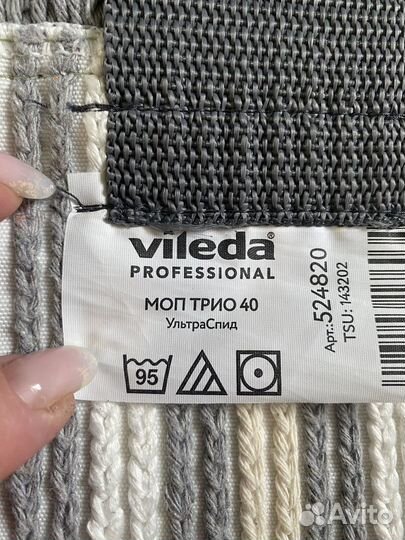 vileda
PROFESSIONAL
МОП ТРИО 40
УльтраСпид
95
Арт.: 524820
TSU: 143202
Avito